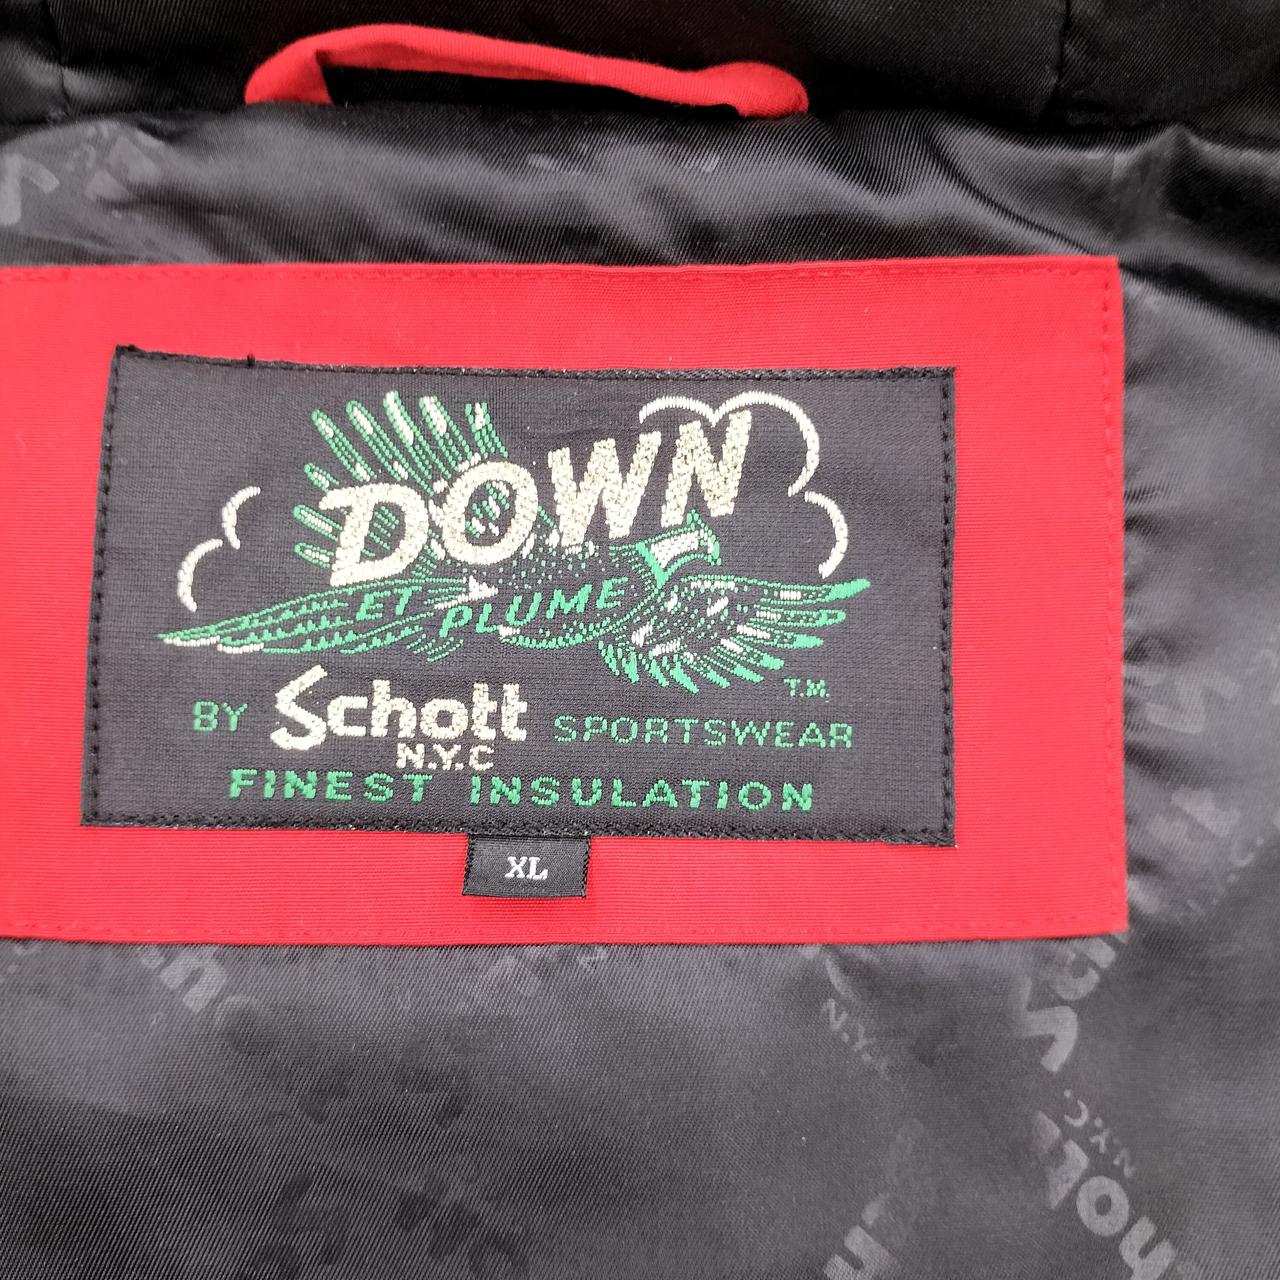 DOWN
ET PLUME
T.M.
BY Schott SPORTSWEAR
N.Y.C
FINEST INSULATION
XL
N.Y.C.